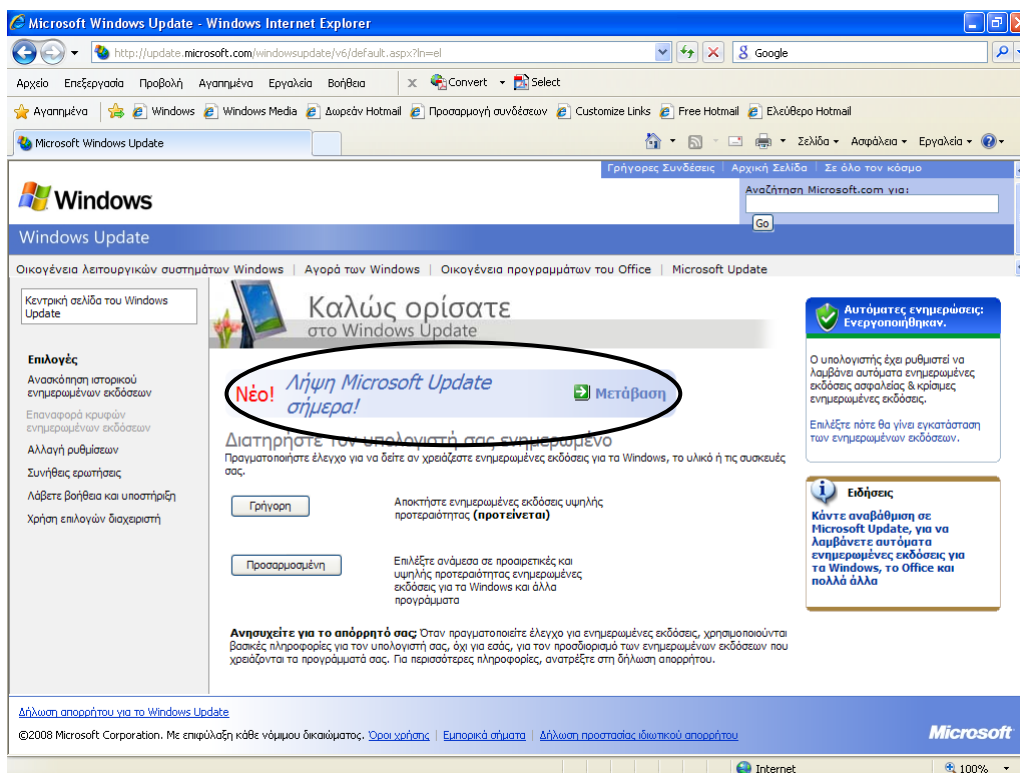 Microsoft Windows Update - Windows Internet Explorer
http://update.microsoft.com/windowsupdate/v6/default.aspx?ln=el
Google
Αρχείο Επεξεργασία Προβολή Αγαπημένα Εργαλεία Βοήθεια x Convert Select
Αγαπημένα Windows Windows Media Δωρεάν Hotmail Προσαρμογή συνδέσεων Customize Links Free Hotmail Ελεύθερο Hotmail
Microsoft Windows Update
Σελίδα Ασφάλεια Εργαλεία
Γρήγορες Συνδέσεις | Αρχική Σελίδα | Σε όλο τον κόσμο
Windows
Αναζήτηση Microsoft.com για:
Go
Windows Update
Οικογένεια λειτουργικών συστημάτων Windows | Αγορά των Windows | Οικογένεια προγραμμάτων του Office | Microsoft Update
Κεντρική σελίδα του Windows
Update
Επιλογές
Ανασκόπηση ιστορικού
ενημερωμένων εκδόσεων
Επαναφορά κρυφών
ενημερωμένων εκδόσεων
Αλλαγή ρυθμίσεων
Συνήθεις ερωτήσεις
Λάβετε βοήθεια και υποστήριξη
Χρήση επιλογών διαχειριστή
Καλώς ορίσατε
στο Windows Update
Νέο! Λήψη Microsoft Update
σήμερα!
Μετάβαση
Διατηρήστε τον υπολογιστή σας ενημερωμένο
Πραγματοποιήστε έλεγχο για να δείτε αν χρειάζεστε ενημερωμένες εκδόσεις για τα Windows, το υλικό ή τις συσκευές
σας.
Γρήγορη
Αποκτήστε ενημερωμένες εκδόσεις υψηλής
προτεραιότητας (προτείνεται)
Προσαρμοσμένη
Επιλέξτε ανάμεσα σε προαιρετικές και
υψηλής προτεραιότητας ενημερωμένες
εκδόσεις για τα Windows και άλλα
προγράμματα
Ανησυχείτε για το απόρρητό σας; Όταν πραγματοποιείτε έλεγχο για ενημερωμένες εκδόσεις, χρησιμοποιούνται
βασικές πληροφορίες για τον υπολογιστή σας, όχι για εσάς, για τον προσδιορισμό των ενημερωμένων εκδόσεων που
χρειάζονται τα προγράμματά σας. Για περισσότερες πληροφορίες, ανατρέξτε στη δήλωση απορρήτου.
Αυτόματες ενημερώσεις:
Ενεργοποιήθηκαν.
Ο υπολογιστής έχει ρυθμιστεί να
λαμβάνει αυτόματα ενημερωμένες
εκδόσεις ασφαλείας & κρίσιμες
ενημερωμένες εκδόσεις.
Επιλέξτε πότε θα γίνει εγκατάσταση
των ενημερωμένων εκδόσεων.
Ειδήσεις
Κάντε αναβάθμιση σε
Microsoft Update, για να
λαμβάνετε αυτόματα
ενημερωμένες εκδόσεις για
τα Windows, το Office και
πολλά άλλα
Δήλωση απορρήτου για το Windows Update
©2008 Microsoft Corporation. Με επιφύλαξη κάθε νόμιμου δικαιώματος. Όροι χρήσης | Εμπορικά σήματα | Δήλωση προστασίας ιδιωτικού απορρήτου
Microsoft
Internet
100%